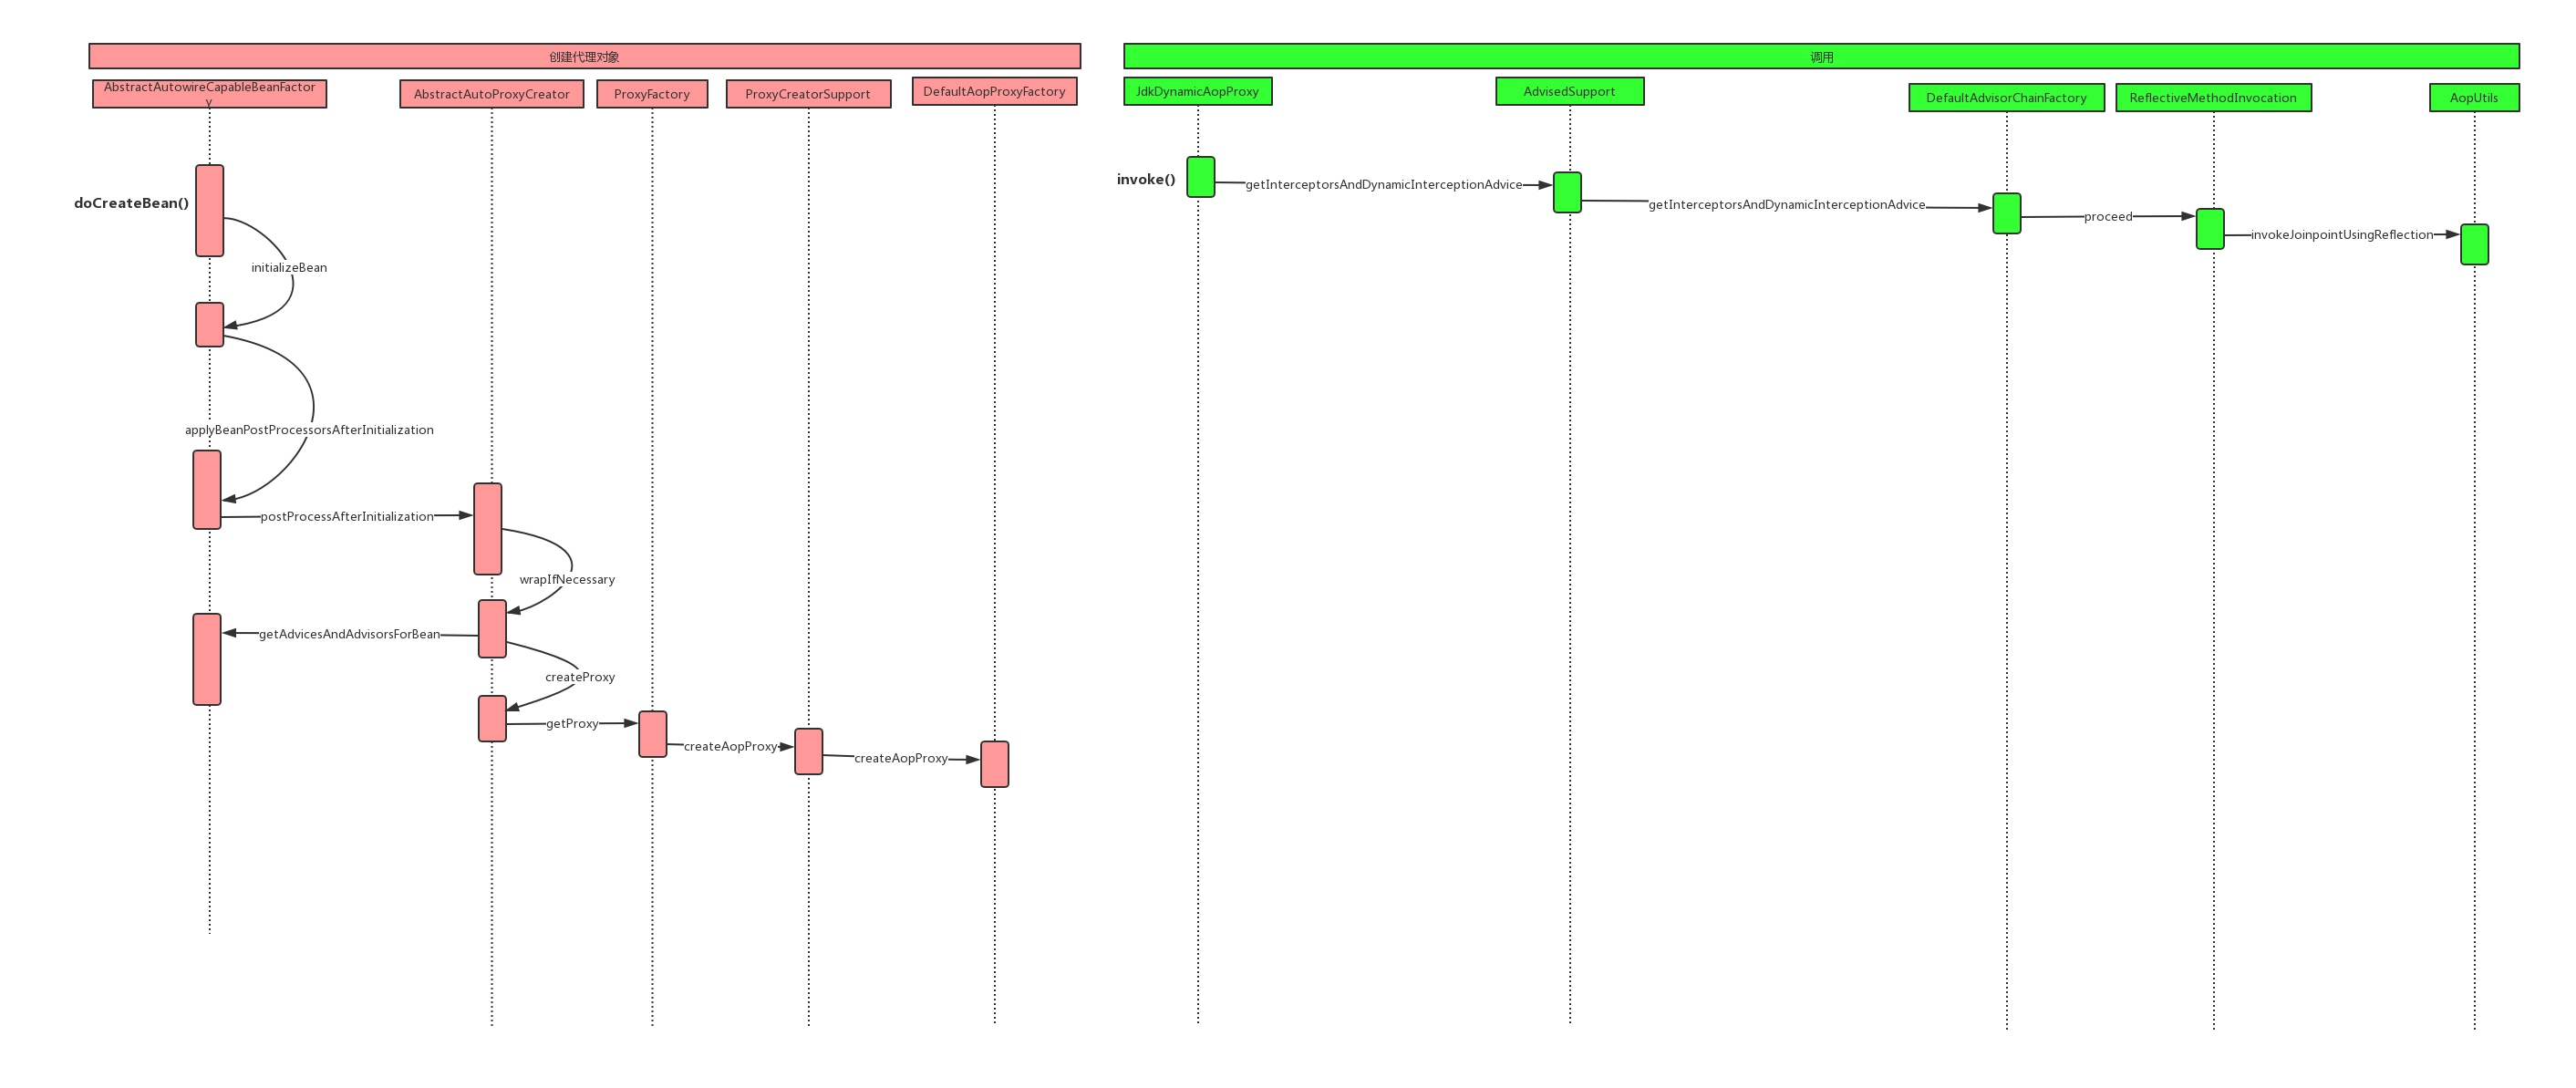 创建代理对象
调用
AbstractAutowireCapableBeanFactor
y
AbstractAutoProxyCreator
ProxyFactory
ProxyCreatorSupport
DefaultAopProxyFactory
JdkDynamicAopProxy
AdvisedSupport
DefaultAdvisorChainFactory
ReflectiveMethodInvocation
AopUtils
doCreateBean()
initializeBean
applyBeanPostProcessorsAfterInitialization
postProcessAfterInitialization
wrapIfNecessary
getAdvicesAndAdvisorsForBean
createProxy
getProxy
createAopProxy
createAopProxy
invoke()
getInterceptorsAndDynamicInterceptionAdvice
getInterceptorsAndDynamicInterceptionAdvice
proceed
invokeJoinpointUsingReflection